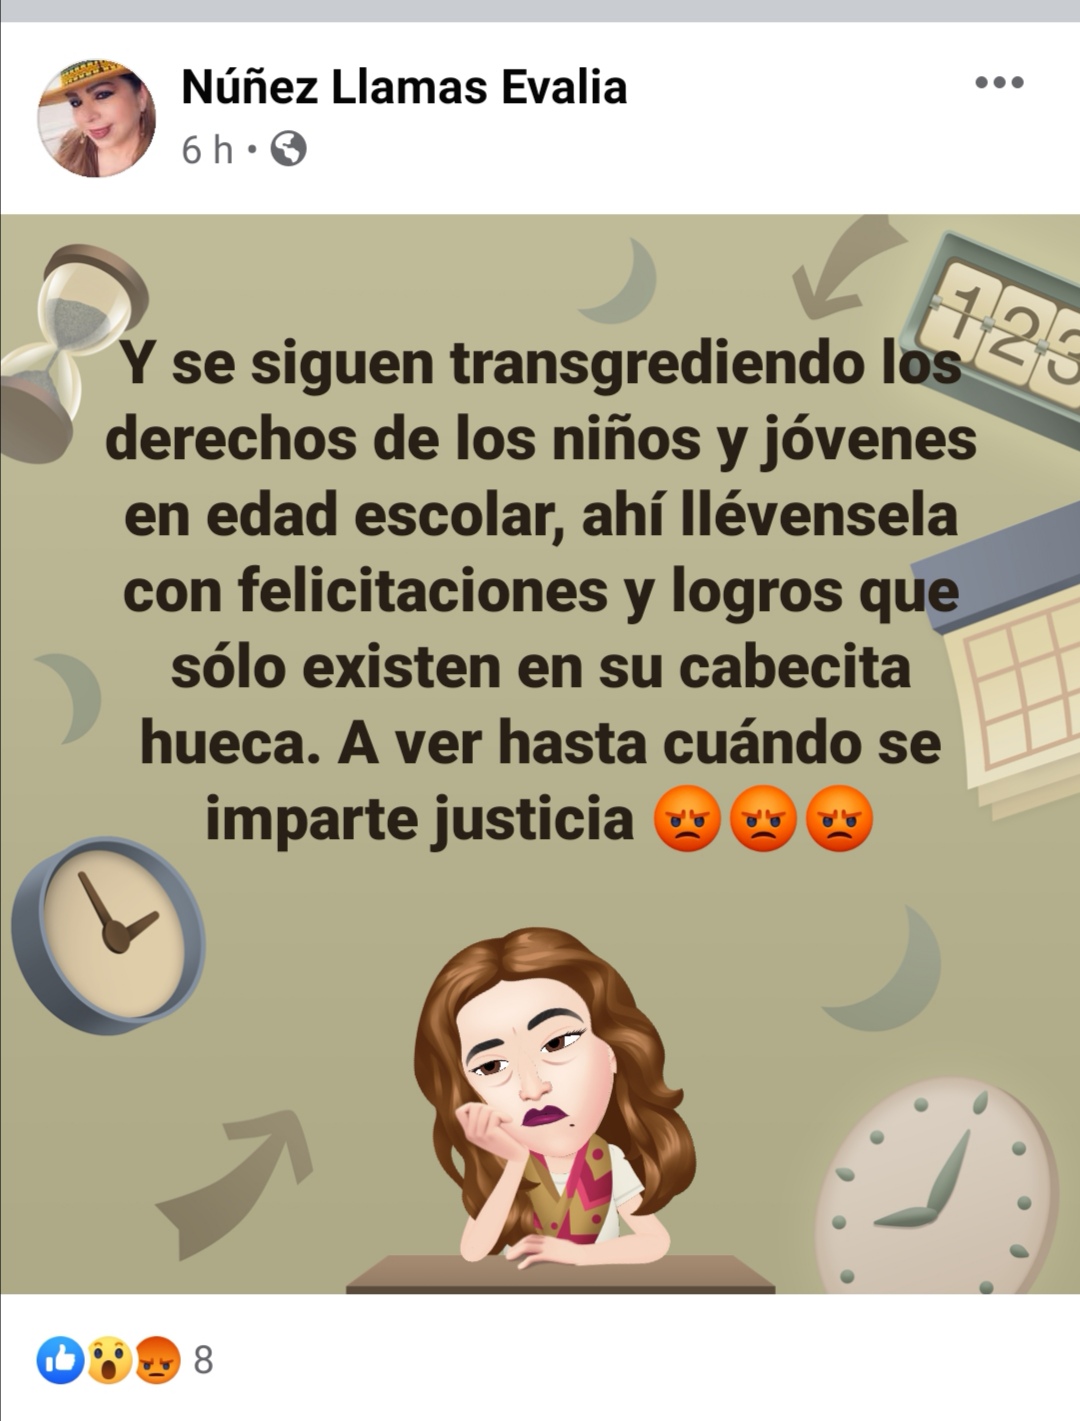 Núñez Llamas Evalia
6 h •
123
Y se siguen transgrediendo los
derechos de los niños y jóvenes
en edad escolar, ahí llévensela
con felicitaciones y logros que
sólo existen en su cabecita
hueca. A ver hasta cuándo se
imparte justicia 😡😡😡
8